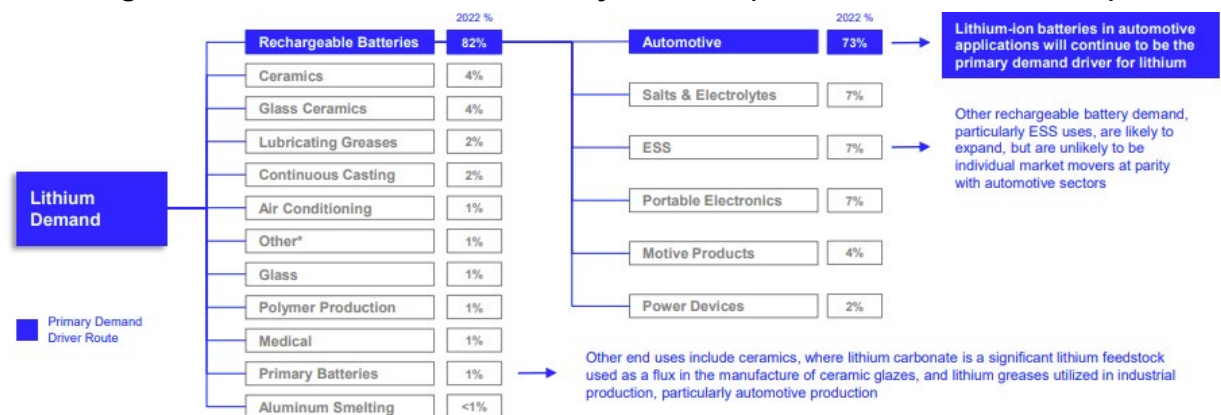 2022 %
2022 %
Rechargeable Batteries 82%
Automotive 73%
Lithium-ion batteries in automotive
applications will continue to be the
primary demand driver for lithium
Ceramics 4%
Glass Ceramics 4%
Lubricating Greases 2%
Continuous Casting 2%
Air Conditioning 1%
Other* 1%
Glass 1%
Polymer Production 1%
Medical 1%
Primary Batteries 1%
Aluminum Smelting <1%
Salts & Electrolytes 7%
ESS 7%
Portable Electronics 7%
Motive Products 4%
Power Devices 2%
Other rechargeable battery demand,
particularly ESS uses, are likely to
expand, but are unlikely to be
individual market movers at parity
with automotive sectors
Lithium
Demand
Primary Demand
Driver Route
Other end uses include ceramics, where lithium carbonate is a significant lithium feedstock
used as a flux in the manufacture of ceramic glazes, and lithium greases utilized in industrial
production, particularly automotive production